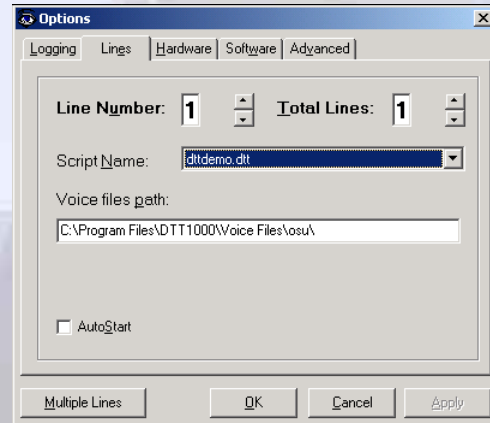 Options
Logging Lines Hardware Software Advanced
Line Number: 1 Total Lines: 1
Script Name: dttdemo.dtt
Voice files path:
C:\Program Files\DTT1000\Voice Files\osu\
AutoStart
Multiple Lines OK Cancel Apply